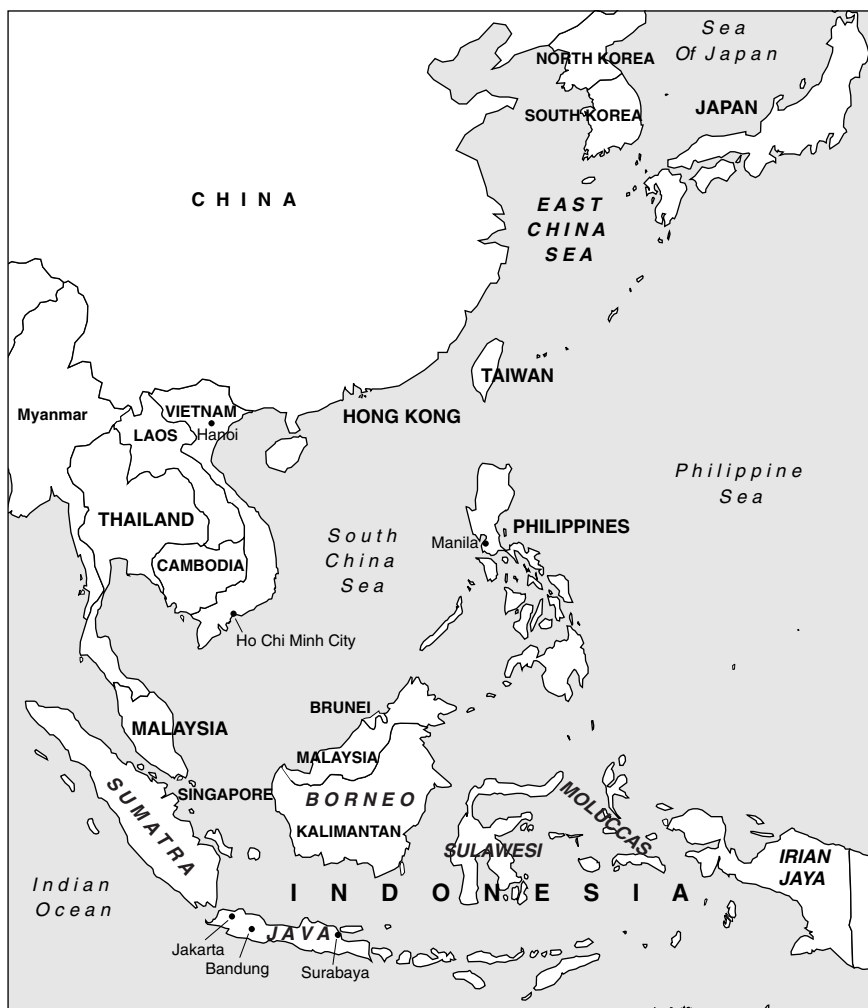 Sea
Of Japan
NORTH KOREA
SOUTH KOREA
JAPAN
CHINA
EAST
CHINA
SEA
TAIWAN
Myanmar
VIETNAM
LAOS
Hanoi
HONG KONG
Philippine
Sea
THAILAND
South
China
Sea
PHILIPPINES
Manila
CAMBODIA
Ho Chi Minh City
BRUNEI
MALAYSIA
MALAYSIA
SINGAPORE
SUMATRA
BORNEO
KALIMANTAN
MOLUCCAS
SULAWESI
IRIAN
JAYA
Indian
Ocean
INDONESIA
JAVA
Jakarta
Bandung
Surabaya